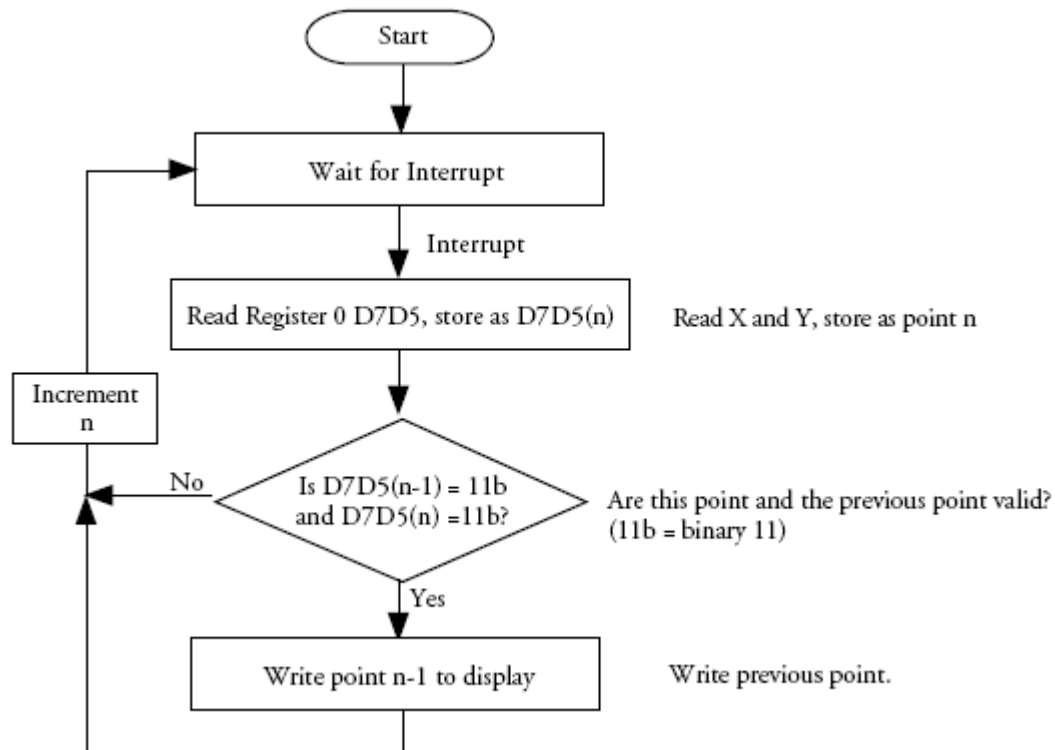 Start
Wait for Interrupt
Interrupt
Read Register 0 D7D5, store as D7D5(n)
Read X and Y, store as point n
Increment
n
No
Is D7D5(n-1) = 11b
and D7D5(n) =11b?
Are this point and the previous point valid?
(11b = binary 11)
Yes
Write point n-1 to display
Write previous point.